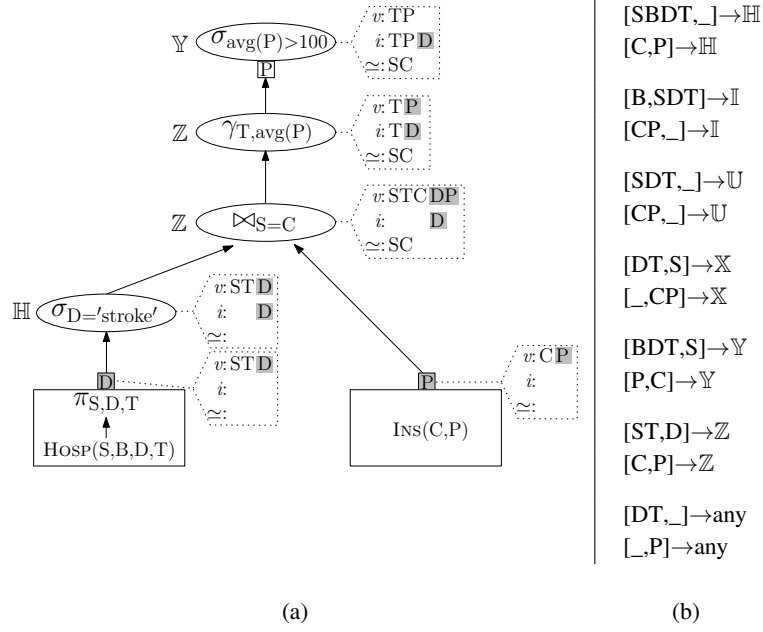 𝕐 σavg(P)>100
v: TP
i: TP D
≃: SC
P
ℤ γT,avg(P)
v: T P
i: T D
≃: SC
ℤ ⋈S=C
v: STC DP
i: D
≃: SC
ℍ σD='stroke'
v: ST D
i: D
≃:
D
v: ST D
i:
≃:
πS,D,T
HOSP(S,B,D,T)
P
v: C P
i:
≃:
INS(C,P)
(a)
[SBDT,_]→ℍ
[C,P]→ℍ
[B,SDT]→𝕀
[CP,_]→𝕀
[SDT,_]→𝕌
[CP,_]→𝕌
[DT,S]→𝕏
[_,CP]→𝕏
[BDT,S]→𝕐
[P,C]→𝕐
[ST,D]→ℤ
[C,P]→ℤ
[DT,_]→any
[_,P]→any
(b)